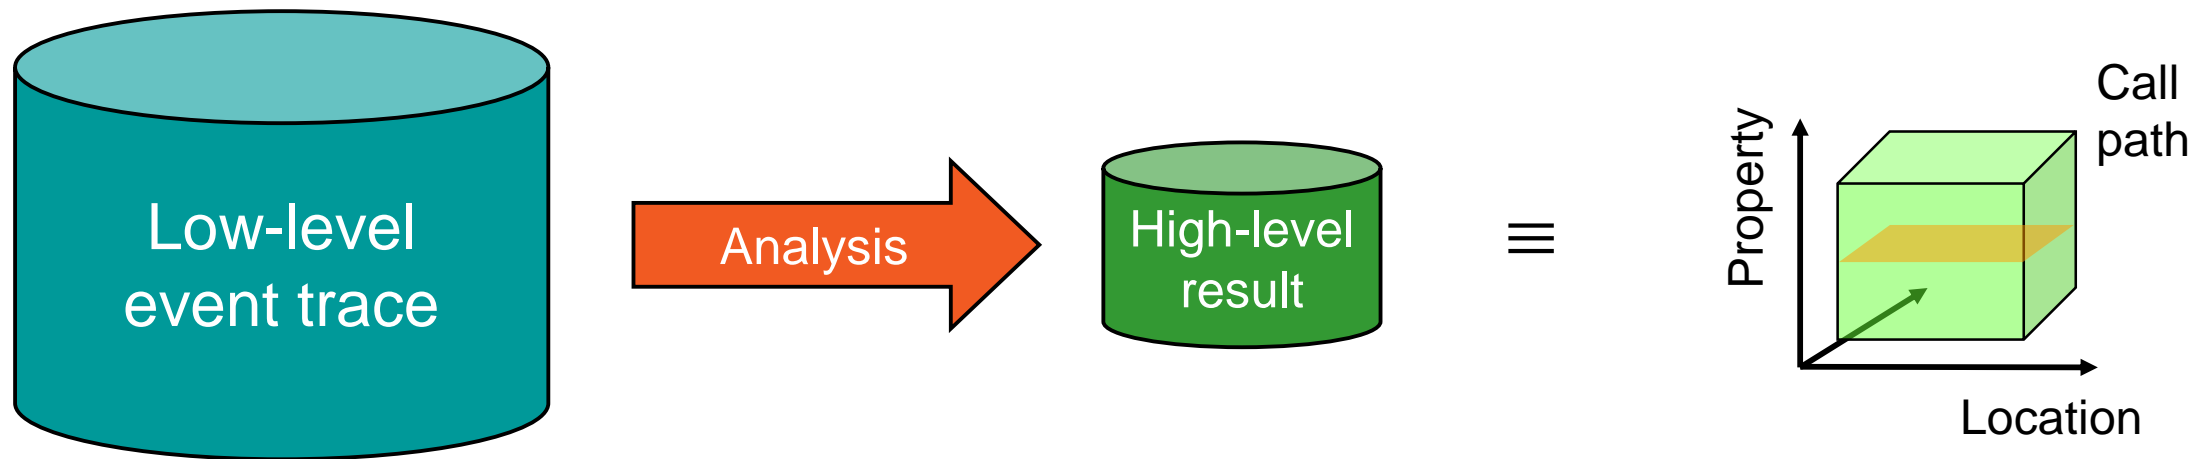 Low-level
event trace
Analysis
High-level
result
≡
Property
Call
path
Location